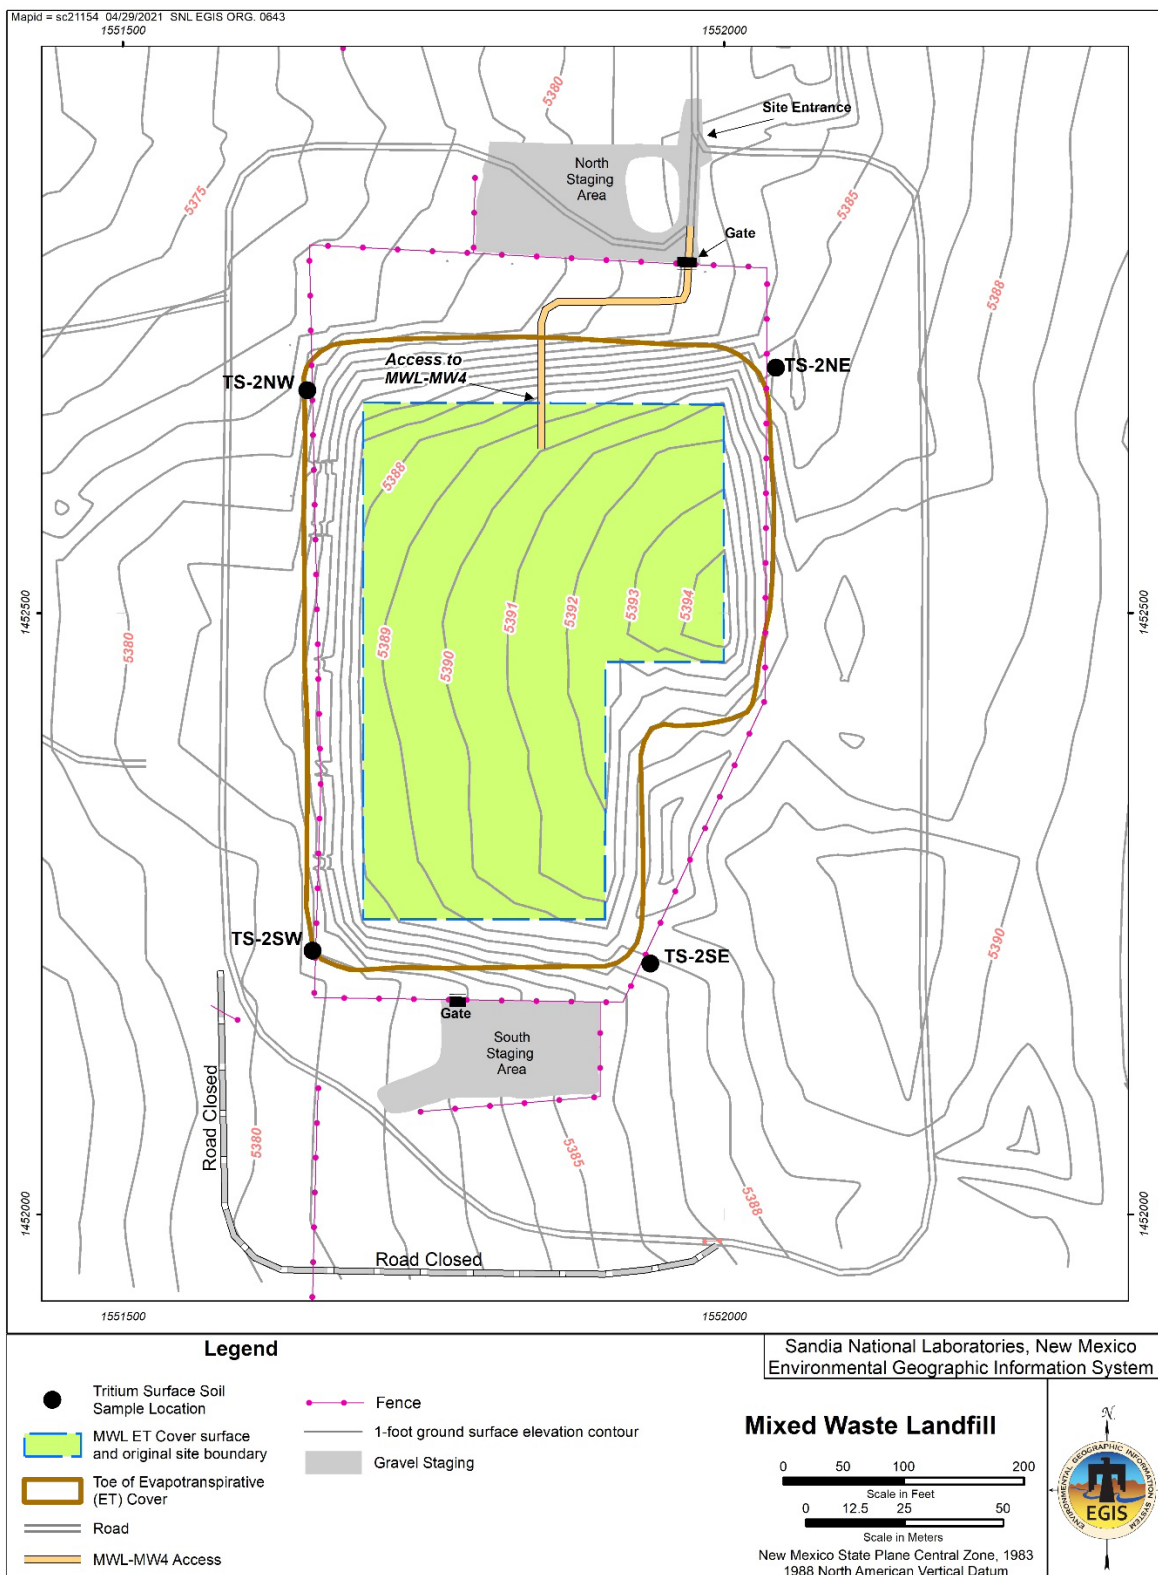 Mapid = sc21154  04/29/2021  SNL EGIS ORG. 0643
1551500
1552000
5380
Site Entrance
North
Staging
Area
5375
5385
Gate
5388
Access to
MWL-MW4
TS-2NW
TS-2NE
5388
1452500
1452500
5380
5389
5390
5391
5392
5393
5394
5390
TS-2SW
TS-2SE
Gate
South
Staging
Area
Road Closed
5380
5385
5388
1452000
1452000
Road Closed
1551500
1552000
Legend
Tritium Surface Soil
Sample Location
MWL ET Cover surface
and original site boundary
Toe of Evapotranspirative
(ET) Cover
Road
MWL-MW4 Access
Fence
1-foot ground surface elevation contour
Gravel Staging
Sandia National Laboratories, New Mexico
Environmental Geographic Information System
Mixed Waste Landfill
0 50 100 200
Scale in Feet
0 12.5 25 50
Scale in Meters
New Mexico State Plane Central Zone, 1983
1988 North American Vertical Datum
N
ENVIRONMENTAL GEOGRAPHIC INFORMATION SYSTEM
EGIS